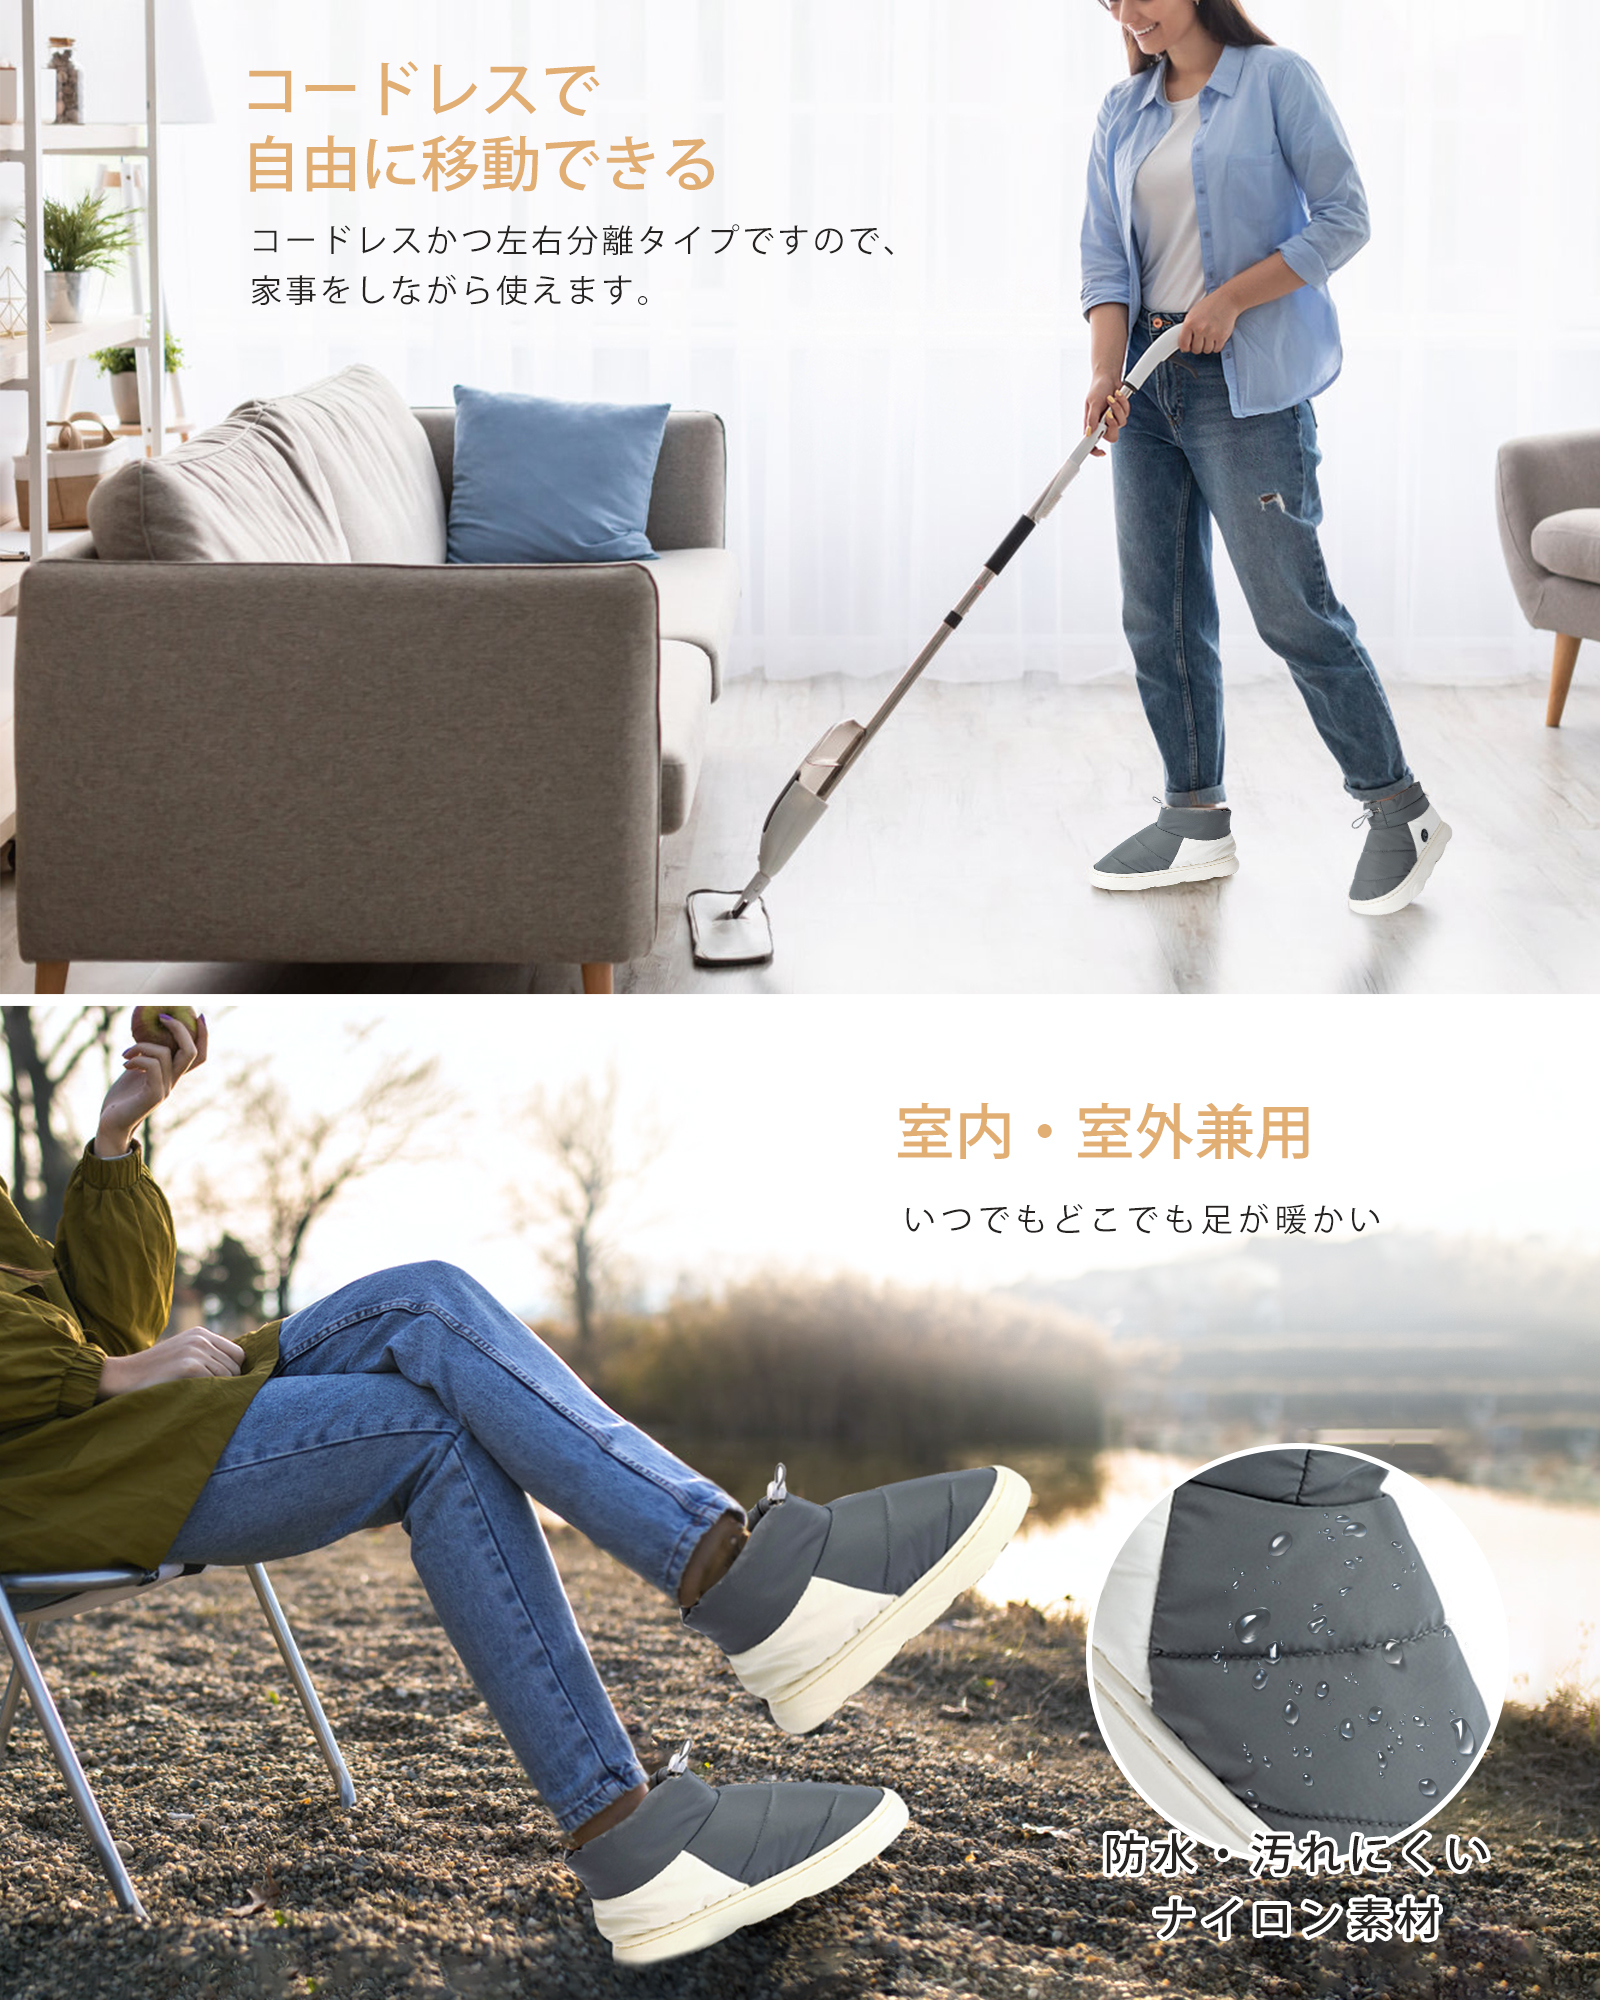 コードレスで
自由に移動できる
コードレスかつ左右分離タイプですので、
家事をしながら使えます。
室内・室外兼用
いつでもどこでも足が暖かい
防水・汚れにくい
ナイロン素材